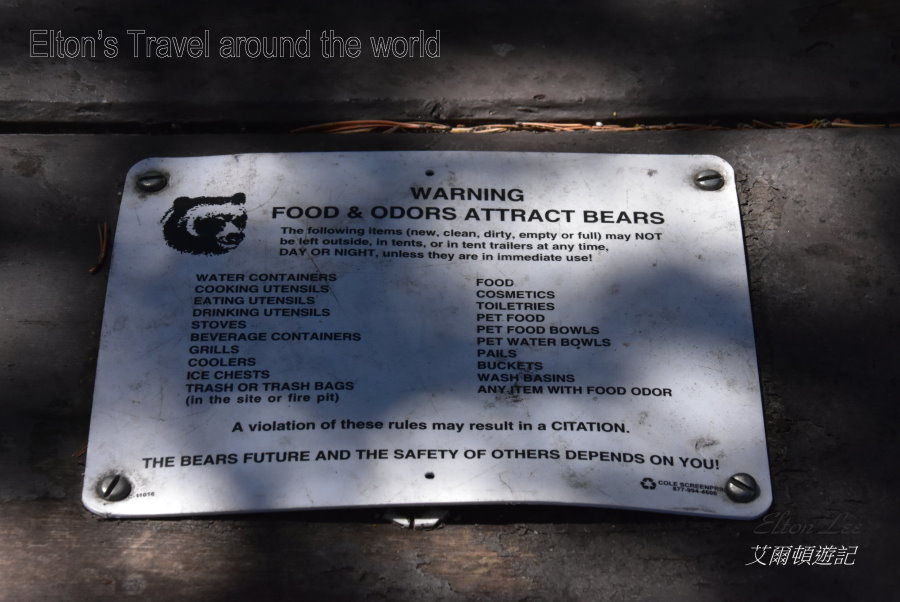 Elton's Travel around the world
WARNING
FOOD & ODORS ATTRACT BEARS
The following items (new, clean, dirty, empty or full) may NOT
be left outside, in tents, or in tent trailers at any time,
DAY OR NIGHT, unless they are in immediate use!
WATER CONTAINERS
COOKING UTENSILS
EATING UTENSILS
DRINKING UTENSILS
STOVES
BEVERAGE CONTAINERS
GRILLS
COOLERS
ICE CHESTS
TRASH OR TRASH BAGS
(in the site or fire pit)
FOOD
COSMETICS
TOILETRIES
PET FOOD
PET FOOD BOWLS
PET WATER BOWLS
PAILS
BUCKETS
WASH BASINS
ANY ITEM WITH FOOD ODOR
A violation of these rules may result in a CITATION.
THE BEARS FUTURE AND THE SAFETY OF OTHERS DEPENDS ON YOU!
COLE
Elton
艾爾頓遊記